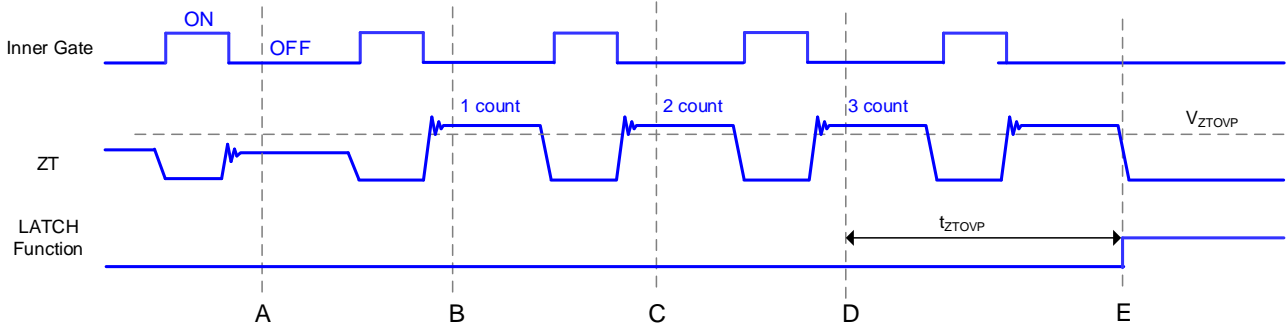 ON
Inner Gate
OFF
1 count
2 count
3 count
VZTOVP
ZT
LATCH
Function
tZTOVP
A
B
C
D
E